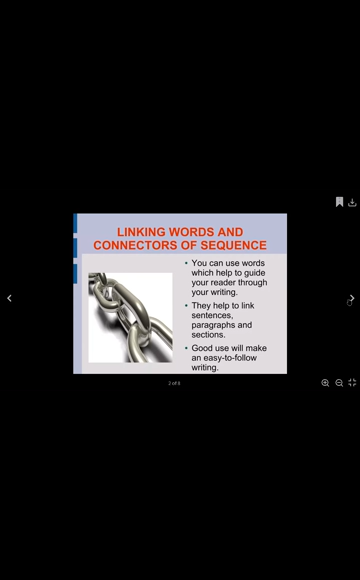 LINKING WORDS AND
CONNECTORS OF SEQUENCE
• You can use words
which help to guide
your reader through
your writing.
• They help to link
sentences,
paragraphs and
sections.
• Good use will make
an easy-to-follow
writing.
2 of 8